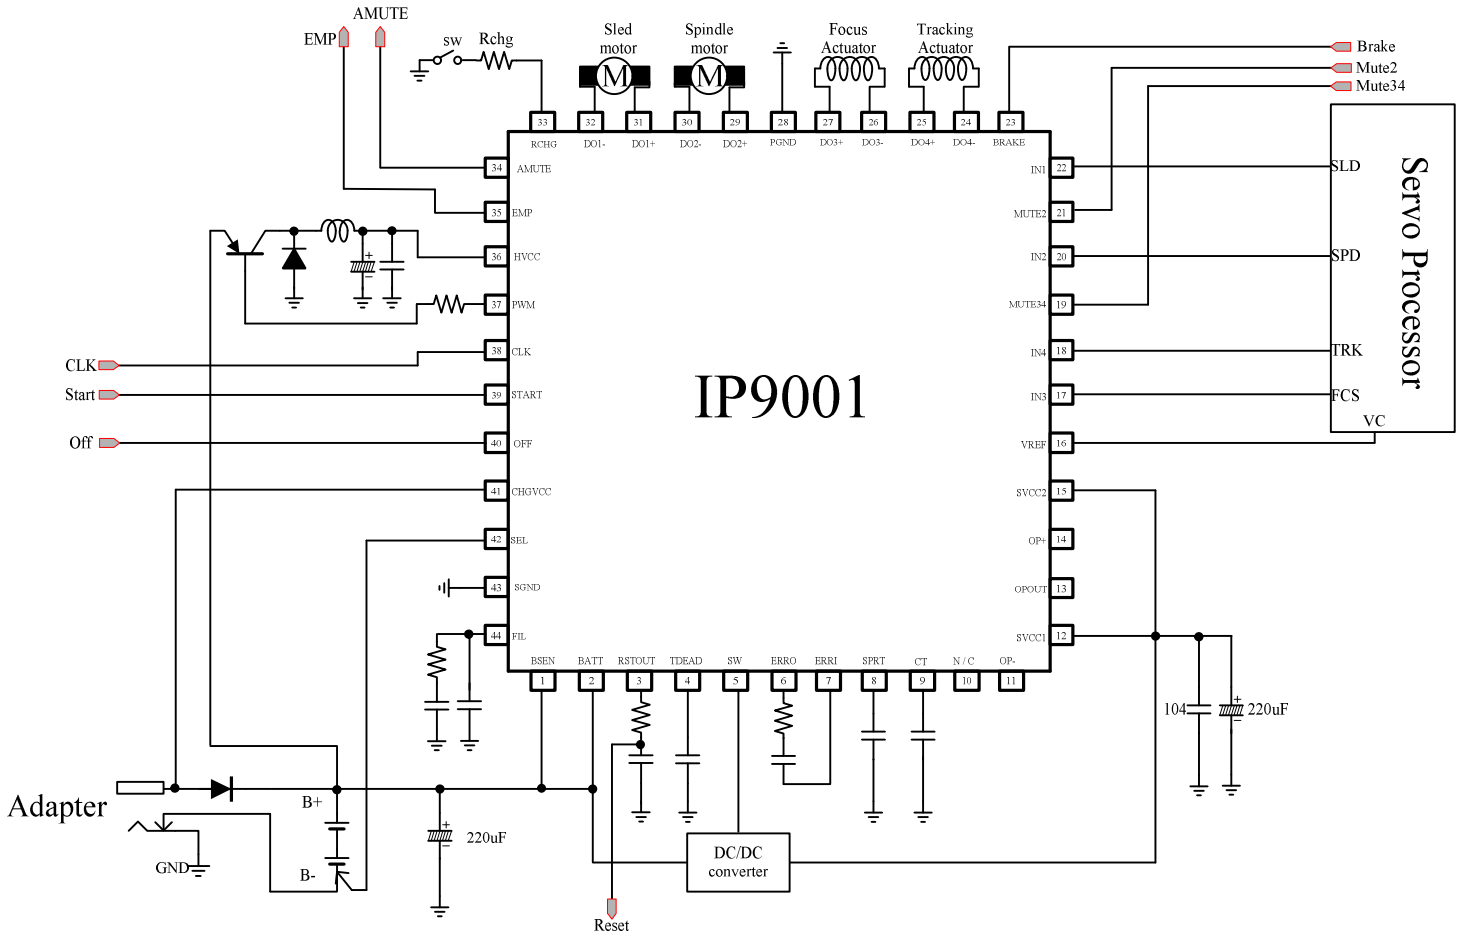 AMUTE
EMP
SW
Rchg
Sled
motor
Spindle
motor
Focus
Actuator
Tracking
Actuator
Brake
Mute2
Mute34
M
M
33
32
31
30
29
28
27
26
25
24
23
RCHG
DO1-
DO1+
DO2-
DO2+
PGND
DO3+
DO3-
DO4+
DO4-
BRAKE
34
AMUTE
35
EMP
36
HVCC
37
PWM
38
CLK
39
START
40
OFF
41
CHGVCC
42
SEL
43
SGND
44
FIL
CLK
Start
Off
IP9001
IN1
22
MUTE2
21
IN2
20
MUTE34
19
IN4
18
IN3
17
VREF
16
SVCC2
15
OP+
14
OPOUT
13
SVCC1
12
SLD
SPD
TRK
FCS
VC
Servo Processor
BSEN
BATT
RSTOUT
TDEAD
SW
ERRO
ERRI
SPRT
CT
N / C
OP-
1
2
3
4
5
6
7
8
9
10
11
+
-
104
+
-
220uF
Adapter
GND
B+
B-
+
-
220uF
DC/DC
converter
Reset